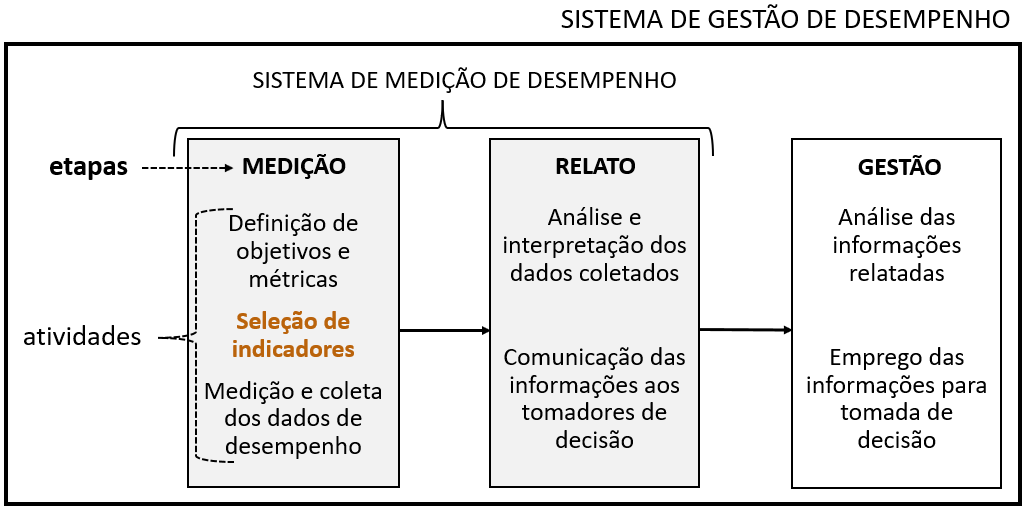 SISTEMA DE GESTÃO DE DESEMPENHO
SISTEMA DE MEDIÇÃO DE DESEMPENHO
etapas
MEDIÇÃO
Definição de
objetivos e
métricas
Seleção de
indicadores
Medição e coleta
dos dados de
desempenho
atividades
RELATO
Análise e
interpretação dos
dados coletados
Comunicação das
informações aos
tomadores de
decisão
GESTÃO
Análise das
informações
relatadas
Emprego das
informações para
tomada de
decisão